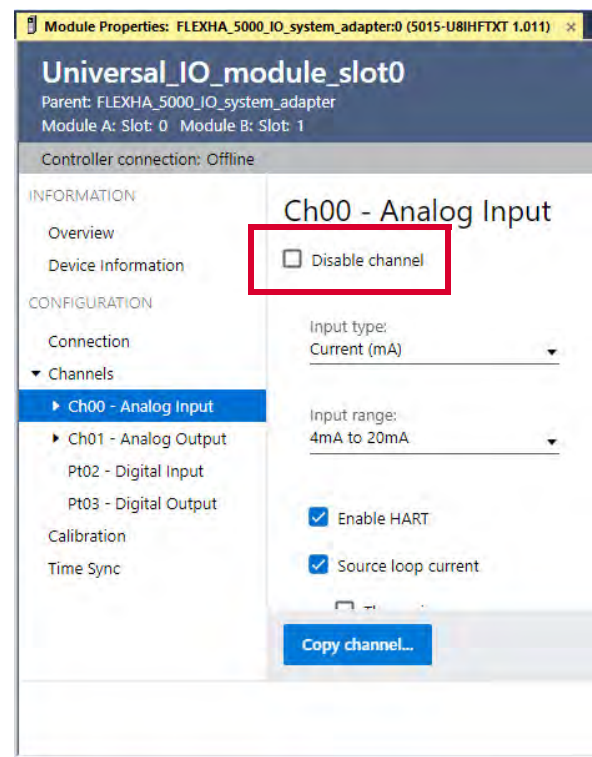 Module Properties: FLEXHA_5000_IO_system_adapter:0 (5015-U8IHFTXT 1.011) ×
Universal_IO_module_slot0
Parent: FLEXHA_5000_IO_system_adapter
Module A: Slot: 0 Module B: Slot: 1
Controller connection: Offline
INFORMATION
Overview
Device Information
CONFIGURATION
Connection
Channels
Ch00 - Analog Input
Ch01 - Analog Output
Pt02 - Digital Input
Pt03 - Digital Output
Calibration
Time Sync
Ch00 - Analog Input
Disable channel
Input type:
Current (mA)
Input range:
4mA to 20mA
Enable HART
Source loop current
Copy channel...